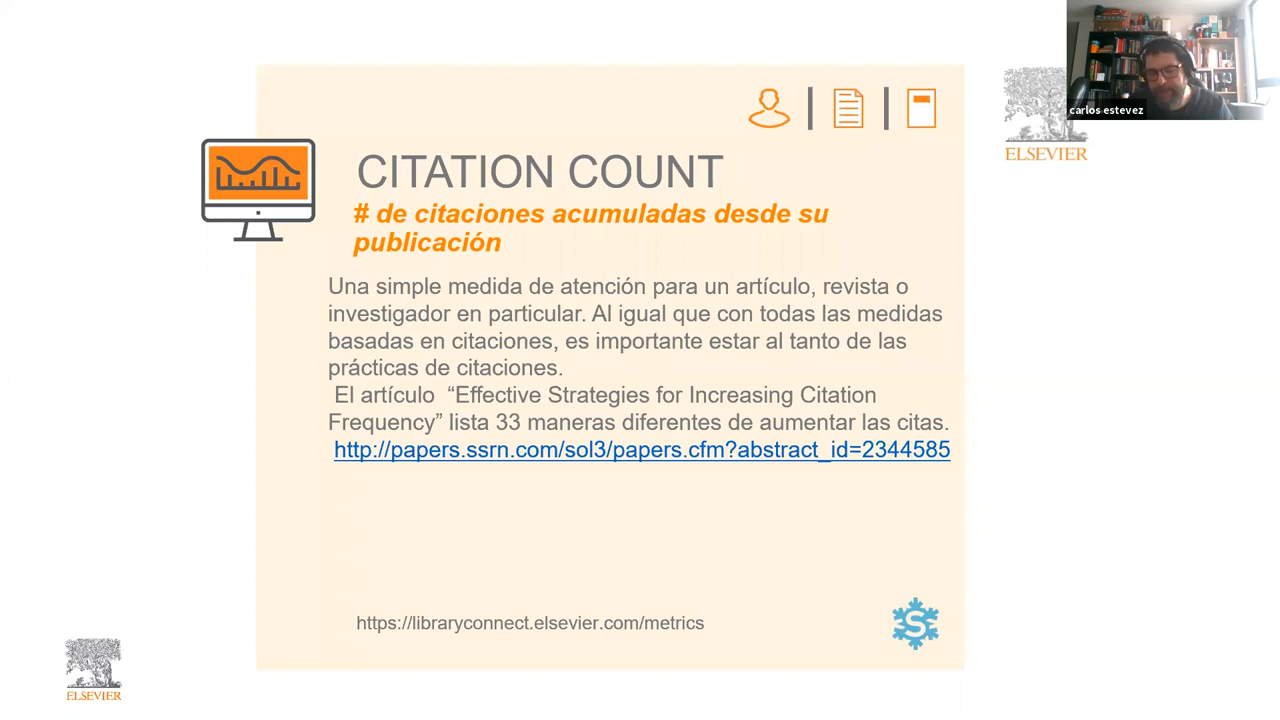 carlos estevez
ELSEVIER
CITATION COUNT
# de citaciones acumuladas desde su
publicación
Una simple medida de atención para un artículo, revista o
investigador en particular. Al igual que con todas las medidas
basadas en citaciones, es importante estar al tanto de las
prácticas de citaciones.
El artículo “Effective Strategies for Increasing Citation
Frequency” lista 33 maneras diferentes de aumentar las citas.
http://papers.ssrn.com/sol3/papers.cfm?abstract_id=2344585
https://libraryconnect.elsevier.com/metrics
S
ELSEVIER